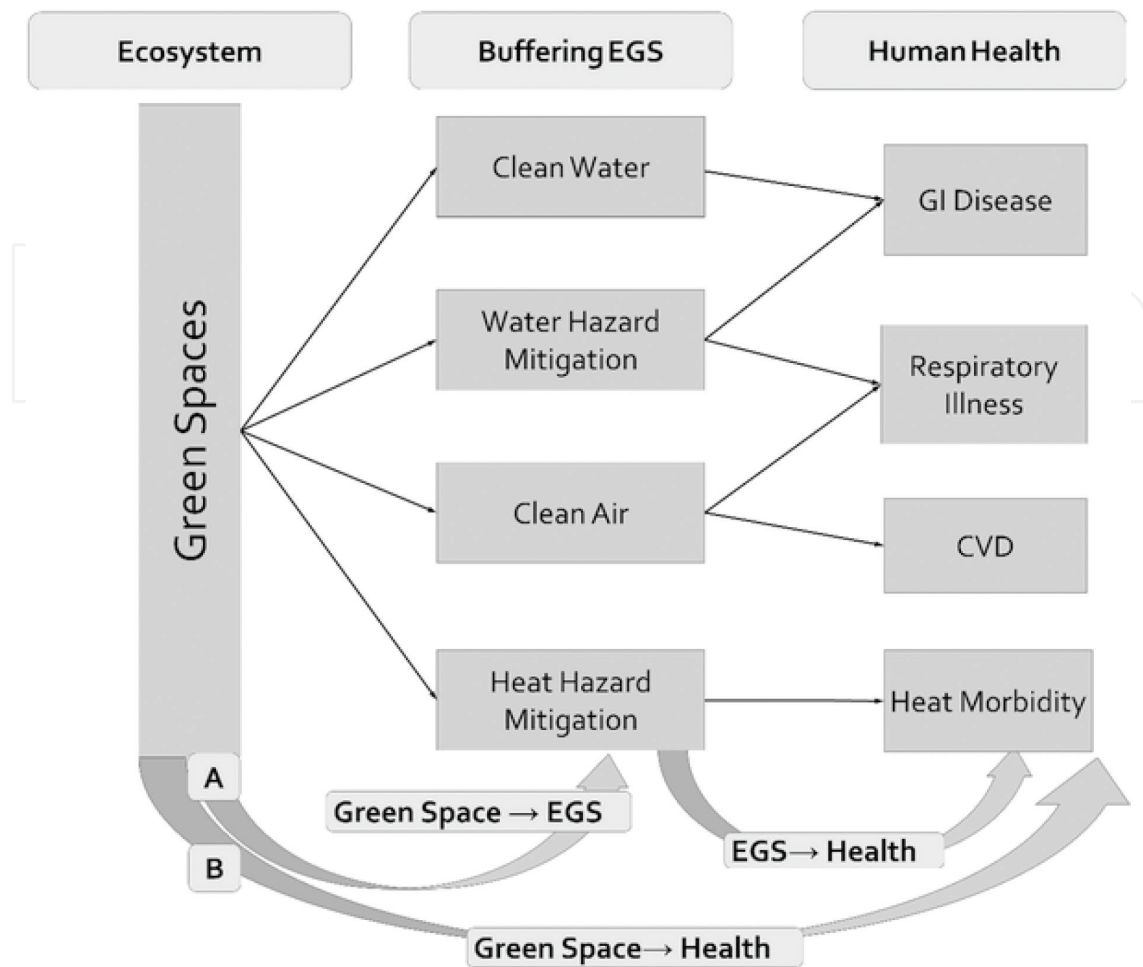 Ecosystem
Buffering EGS
Human Health
Green Spaces
Clean Water
Water Hazard
Mitigation
Clean Air
Heat Hazard
Mitigation
GI Disease
Respiratory
Illness
CVD
Heat Morbidity
A
Green Space → EGS
EGS→ Health
B
Green Space→ Health